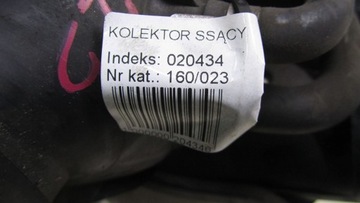 KOLEKTOR SSĄCY
Indeks: 020434
Nr kat.: 160/023